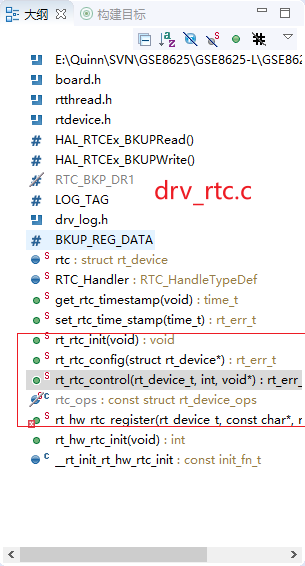 大纲 构建目标
E:\Quinn\SVN\GSE8625\GSE8625-L\GSE862
board.h
rtthread.h
rtdevice.h
HAL_RTCEx_BKUPRead()
HAL_RTCEx_BKUPWrite()
RTC_BKP_DR1
drv_rtc.c
LOG_TAG
drv_log.h
BKUP_REG_DATA
rtc : struct rt_device
RTC_Handler : RTC_HandleTypeDef
get_rtc_timestamp(void) : time_t
set_rtc_time_stamp(time_t) : rt_err_t
rt_rtc_init(void) : void
rt_rtc_config(struct rt_device*) : rt_err_t
rt_rtc_control(rt_device_t, int, void*) : rt_err_
rtc_ops : const struct rt_device_ops
rt_hw_rtc_register(rt_device_t, const char*, r
rt_hw_rtc_init(void) : int
__rt_init_rt_hw_rtc_init : const init_fn_t